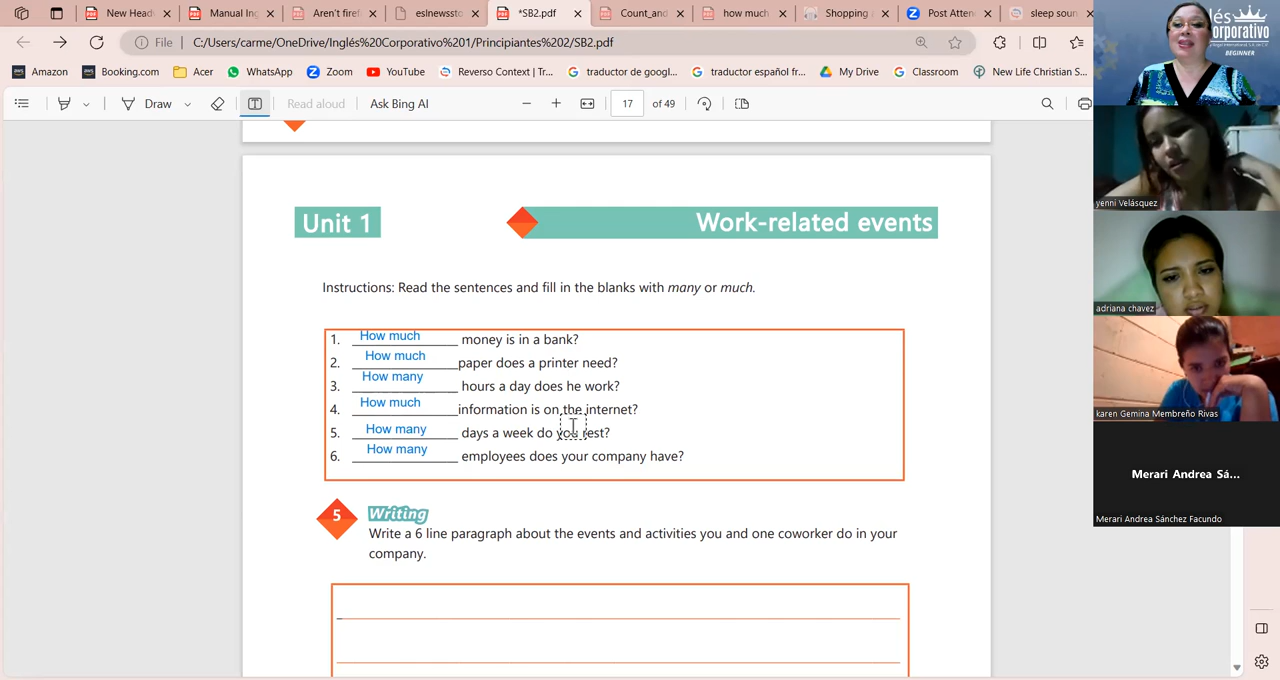 New Headv
Manual Ing
Aren't firef
eslnewssto
*SB2.pdf
Count_and
how much
Shopping a
Post Atten
sleep soun
File
C:/Users/carme/OneDrive/Inglés%20Corporativo%201/Principiantes%202/SB2.pdf
Amazon
Booking.com
Acer
WhatsApp
Zoom
YouTube
Reverso Context | Tr...
traductor de googl...
traductor español fr...
My Drive
Classroom
New Life Christian S...
Draw
Read aloud
Ask Bing AI
17 of 49
Unit 1
Work-related events
Instructions: Read the sentences and fill in the blanks with many or much.
1. How much money is in a bank?
2. How much paper does a printer need?
3. How many hours a day does he work?
4. How much information is on the internet?
5. How many days a week do you rest?
6. How many employees does your company have?
5 Writing
Write a 6 line paragraph about the events and activities you and one coworker do in your
company.
BEGINNER
yenni Velásquez
adriana chavez
karen Gemina Membreño Rivas
Merari Andrea Sá...
Merari Andrea Sánchez Facundo